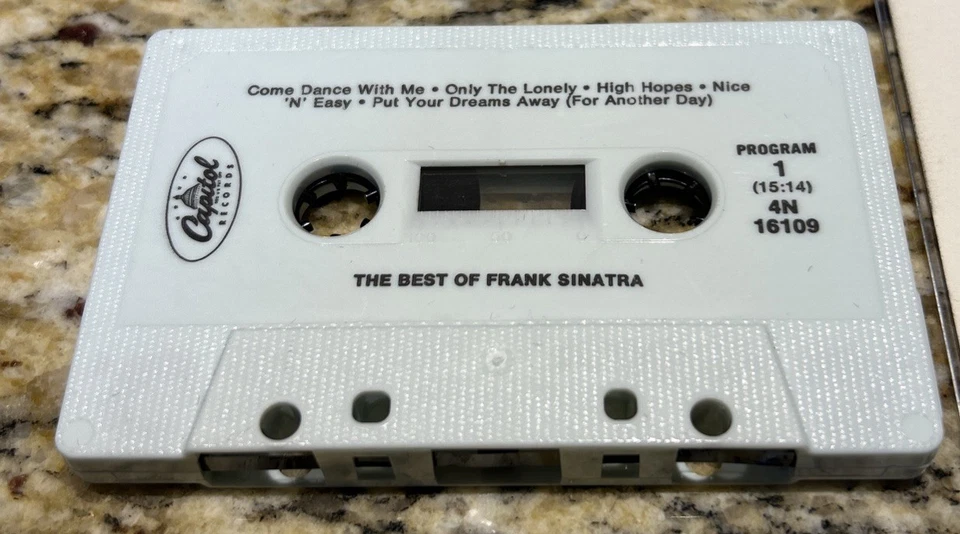 Come Dance With Me • Only The Lonely • High Hopes • Nice
'N' Easy • Put Your Dreams Away (For Another Day)
Capitol
RECORDS
PROGRAM
1
(15:14)
4N
16109
THE BEST OF FRANK SINATRA